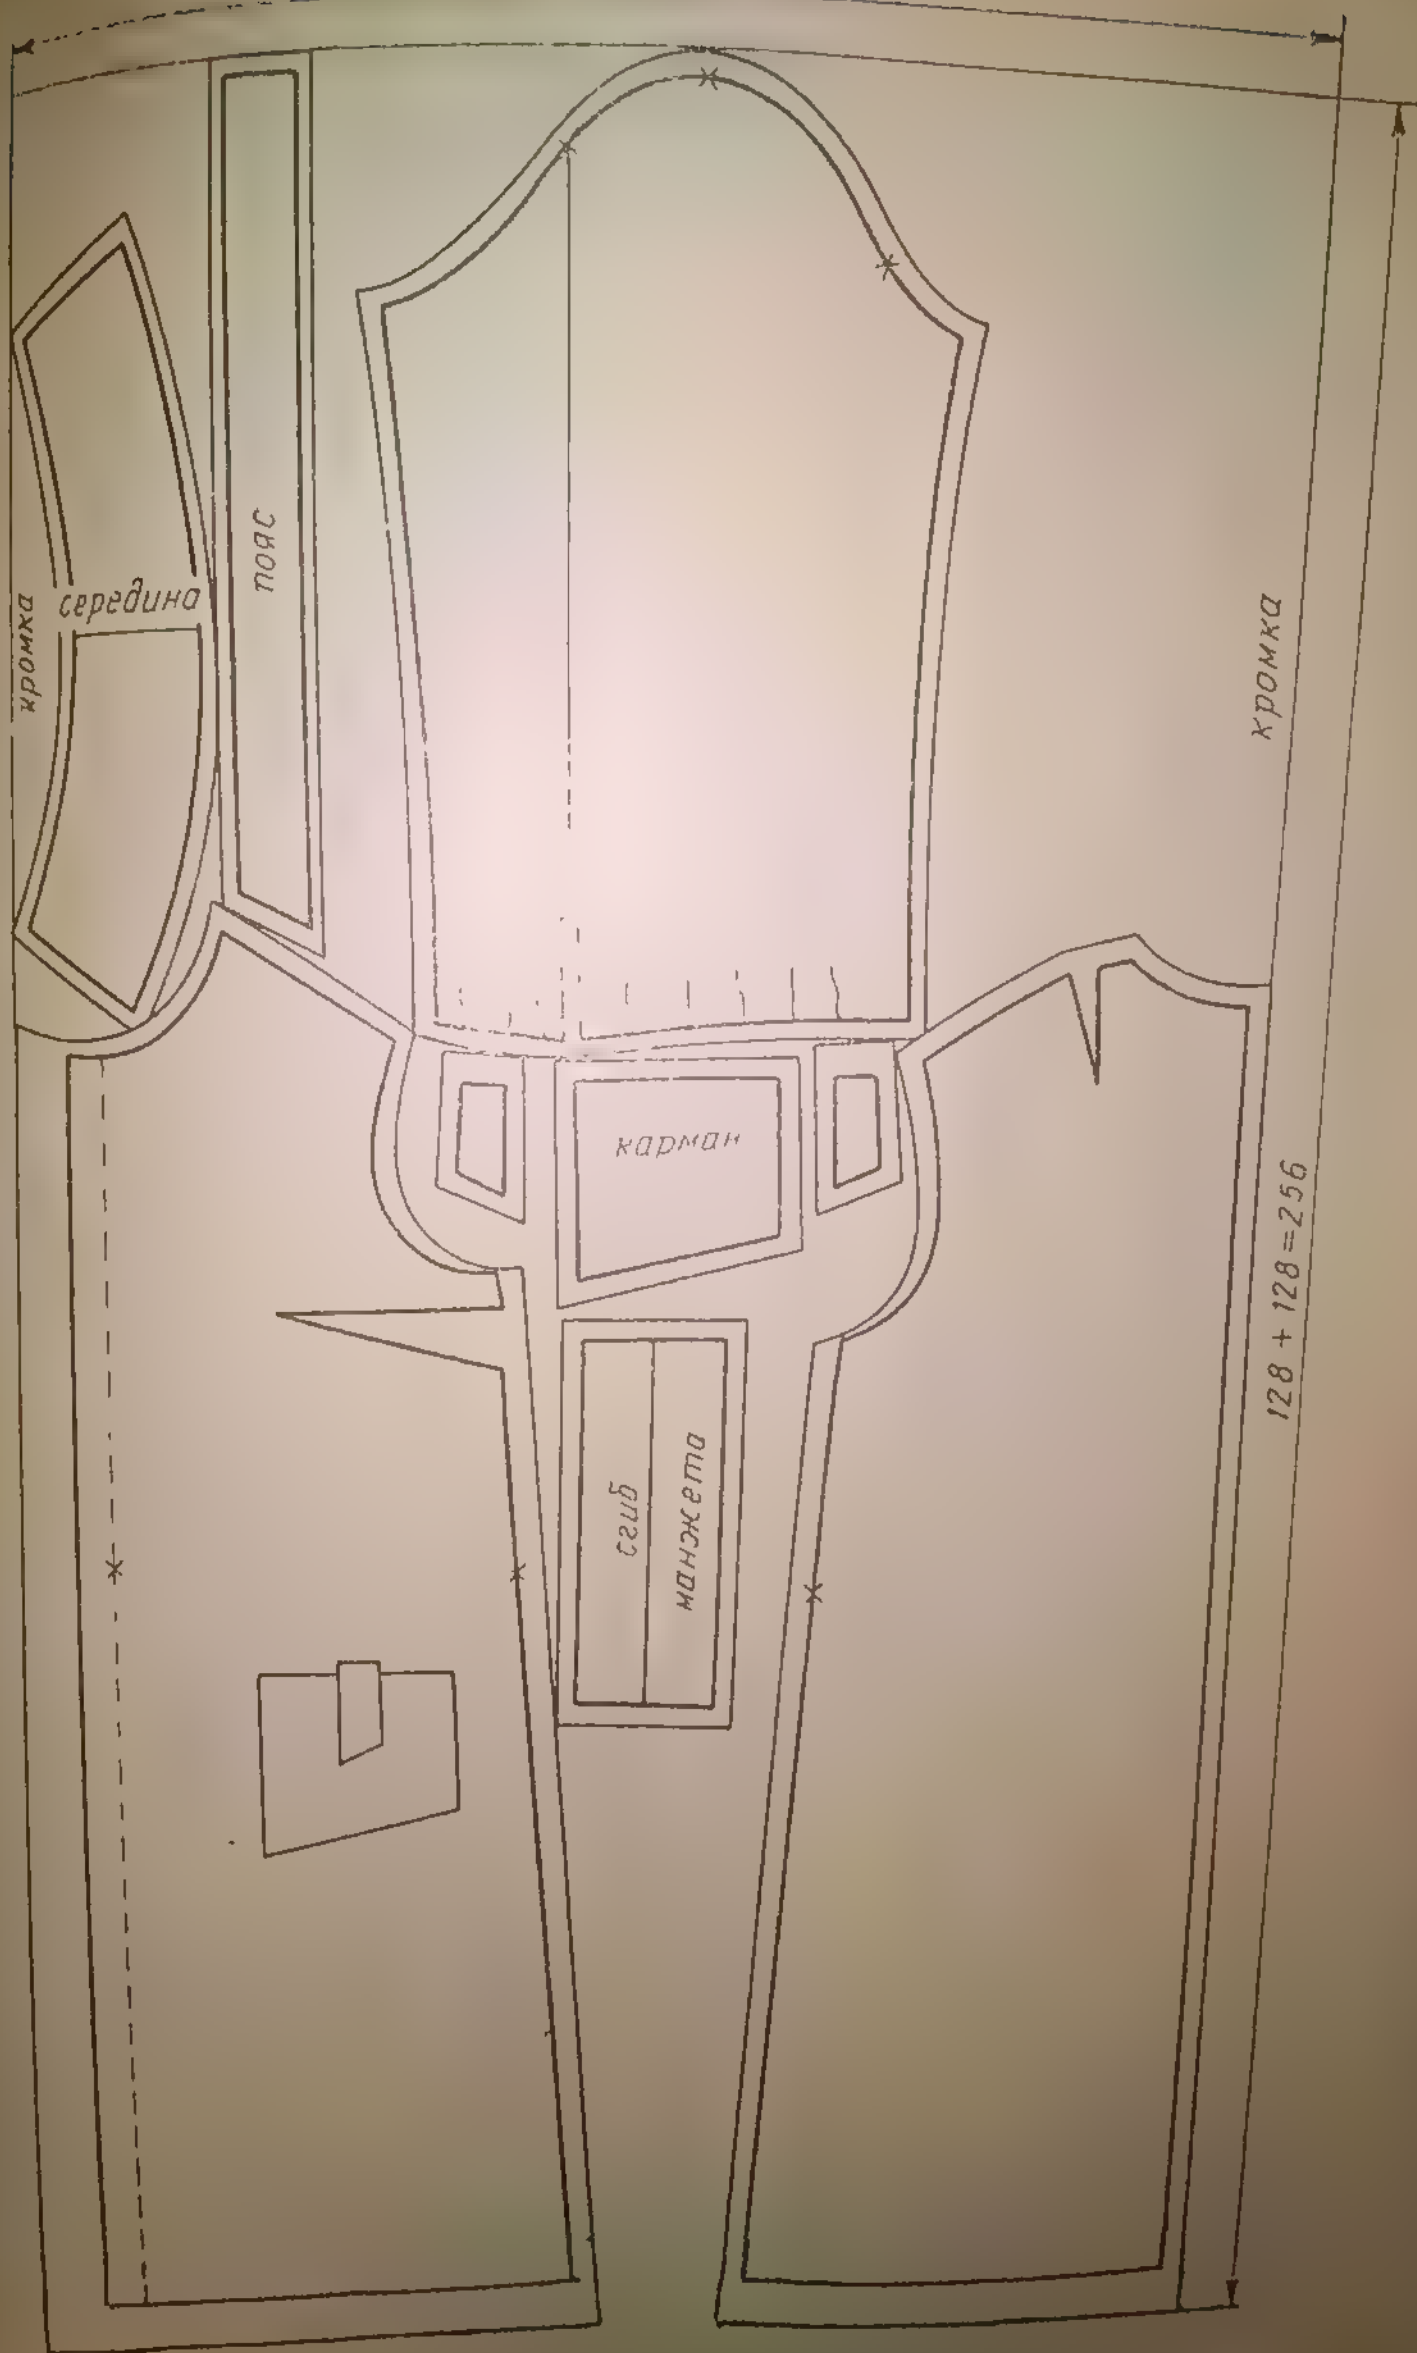 пояс
середина
кромка
кромка
карман
128 + 128 = 256
сгиб
манжета